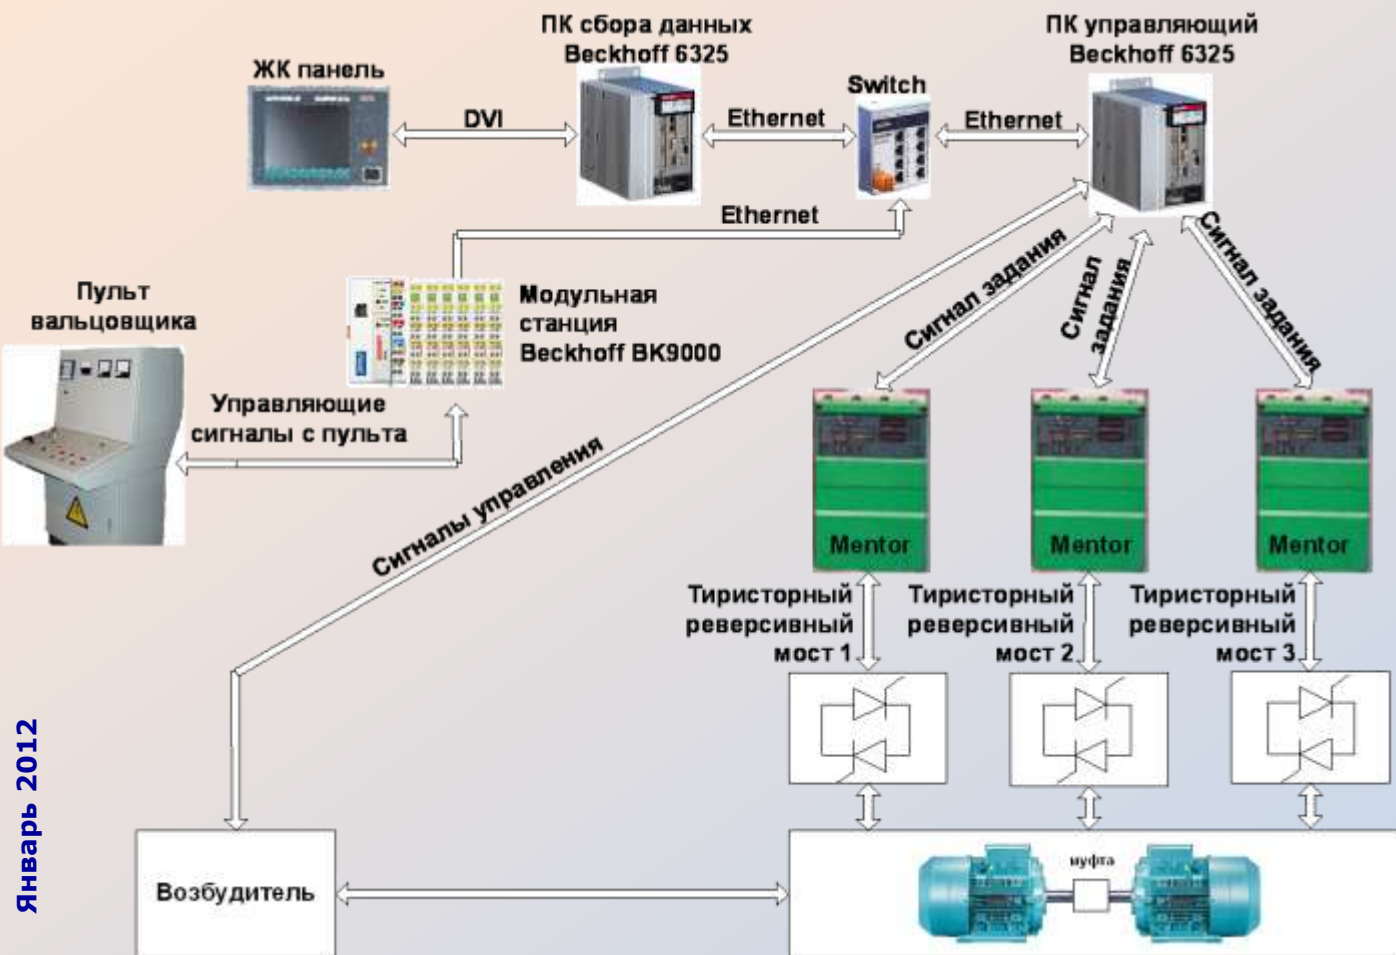 ПК сбора данных
Beckhoff 6325
ПК управляющий
Beckhoff 6325
ЖК панель
Switch
DVI
Ethernet
Ethernet
Ethernet
Пульт
вальцовщика
Модульная
станция
Beckhoff BK9000
Управляющие
сигналы с пульта
Сигналы управления
Сигнал задания
Сигнал
задания
Сигнал задания
Mentor
Mentor
Mentor
Тиристорный
реверсивный
мост 1
Тиристорный
реверсивный
мост 2
Тиристорный
реверсивный
мост 3
Январь 2012
Возбудитель
муфта